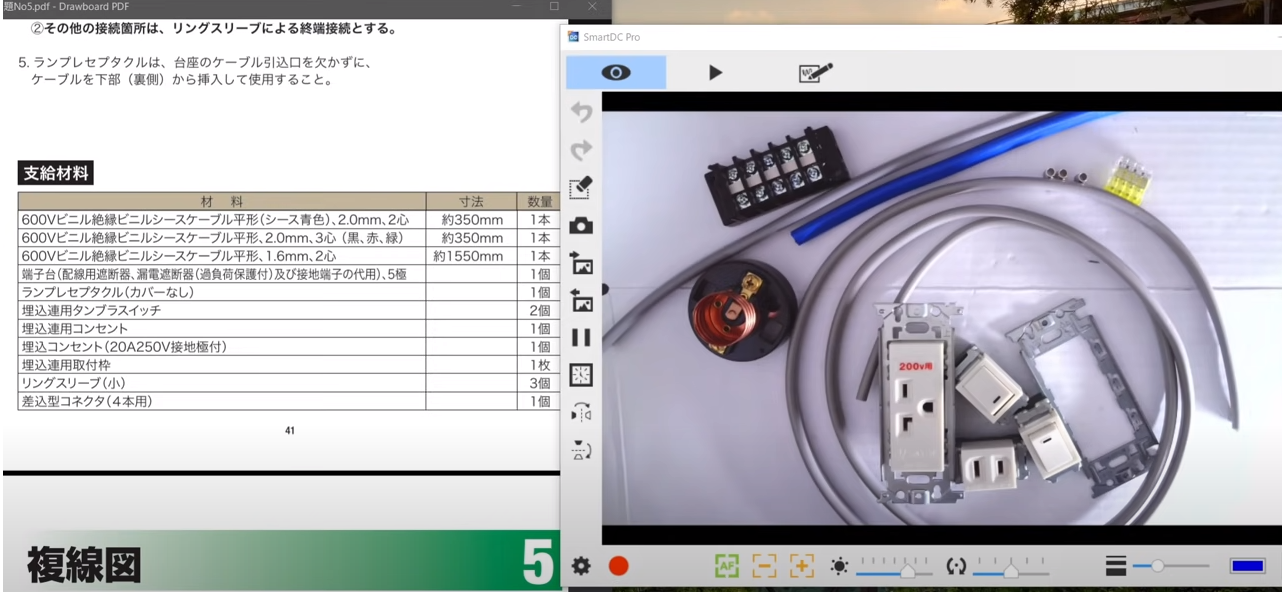 題No5.pdf - Drawboard PDF
②その他の接続箇所は、リングスリーブによる終端接続とする。
5. ランプレセプタクルは、台座のケーブル引込口を欠かずに、
ケーブルを下部（裏側）から挿入して使用すること。
支給材料
材 料 寸法 数量
600Vビニル絶縁ビニルシースケーブル平形（シース青色）、2.0mm、2心 約350mm 1本
600Vビニル絶縁ビニルシースケーブル平形、2.0mm、3心（黒、赤、緑） 約350mm 1本
600Vビニル絶縁ビニルシースケーブル平形、1.6mm、2心 約1550mm 1本
端子台（配線用遮断器、漏電遮断器（過負荷保護付）及び接地端子の代用）、5極 1個
ランプレセプタクル（カバーなし） 1個
埋込連用タンブラスイッチ 2個
埋込連用コンセント 1個
埋込コンセント（20A250V接地極付） 1個
埋込連用取付枠 1枚
リングスリーブ（小） 3個
差込型コネクタ（4本用） 1個
41
複線図 5
SmartDC Pro
200v用
AF